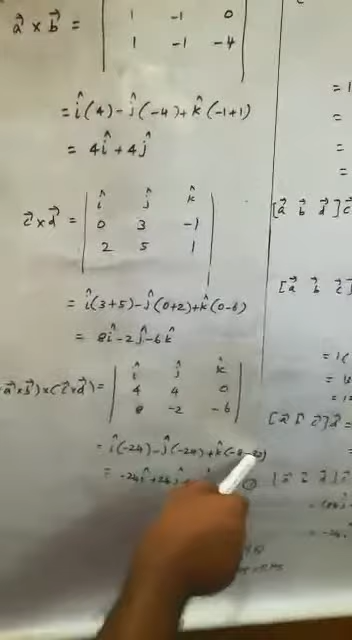 a⃗ × b⃗ = | 1 -1 0 |
| 1 -1 -4 |
= î(4) - ĵ(-4) + k̂(-1+1)
= 4î + 4ĵ
c⃗ × d⃗ = | î ĵ k̂ |
| 0 3 -1 |
| 2 5 1 |
= î(3+5) - ĵ(0+2) + k̂(0-6)
= 8î - 2ĵ - 6k̂
(a⃗ × b⃗) × (c⃗ × d⃗) = | î ĵ k̂ |
| 4 4 0 |
| 8 -2 -6 |
= î(-24) - ĵ(-24) + k̂(-8-32)
= -24î + 24ĵ
[a⃗ b⃗ d⃗]c⃗
[a⃗ b⃗ c⃗
[a⃗ b⃗ c⃗]d⃗ =